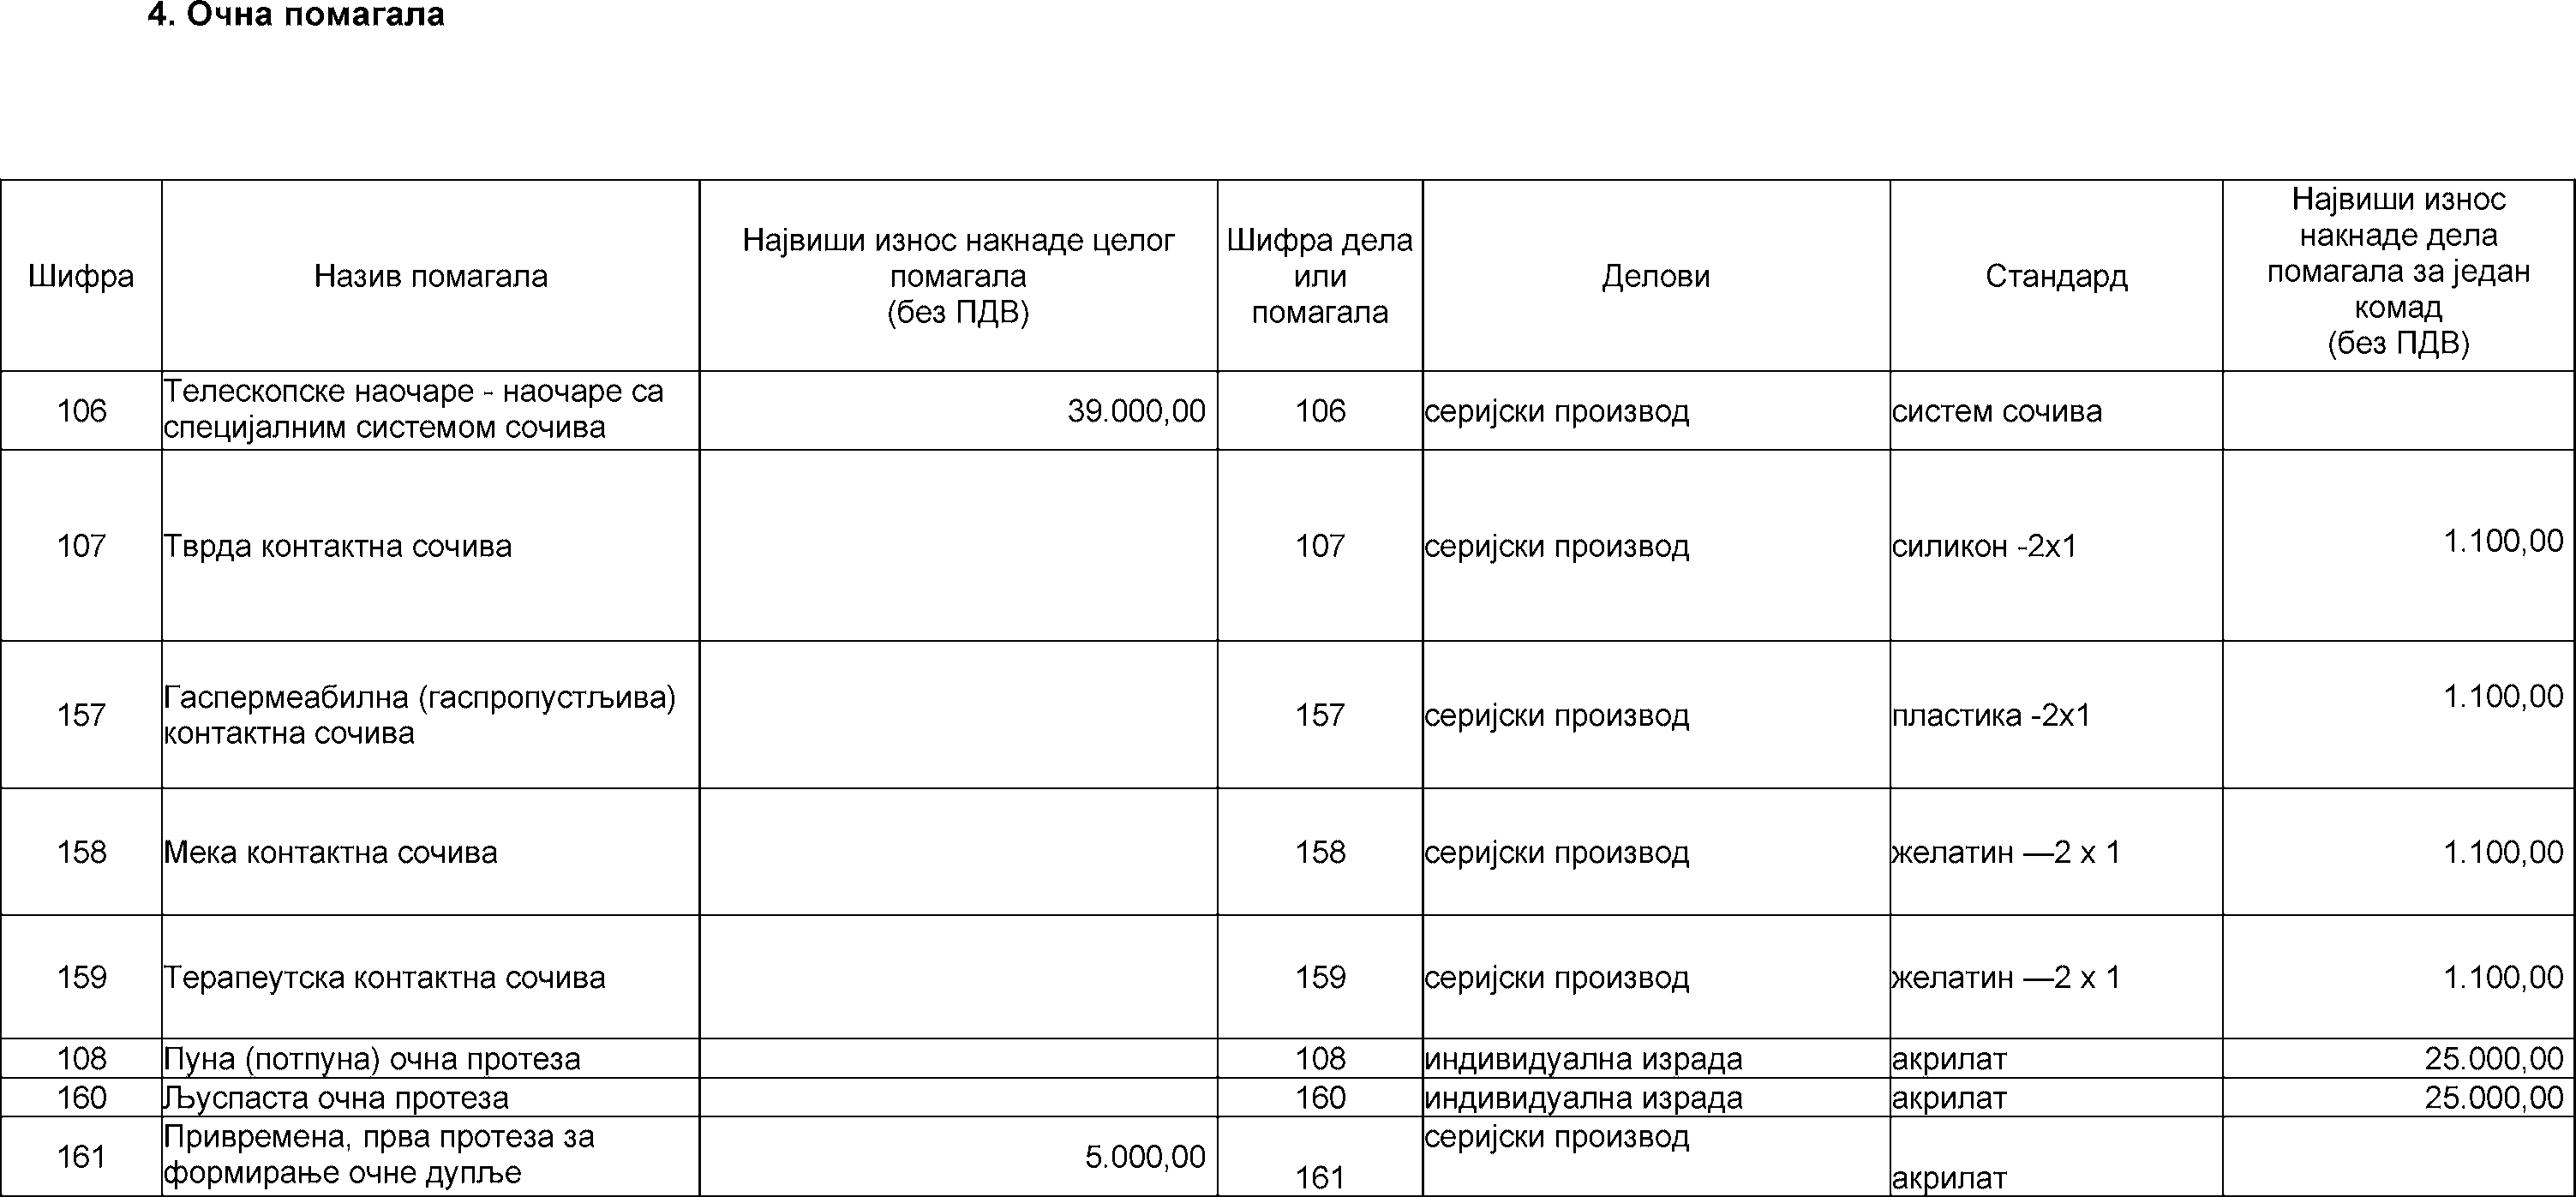 4. Очна помагала
Шифра
Назив помагала
Највиши износ накнаде целог
помагала
(без ПДВ)
Шифра дела
или
помагала
Делови
Стандард
Највиши износ
накнаде дела
помагала за један
комад
(без ПДВ)
106
Телескопске наочаре - наочаре са
специјалним системом сочива
39.000,00
106
серијски производ
систем сочива
107
Тврда контактна сочива
107
серијски производ
силикон -2x1
1.100,00
157
Гаспермеабилна (гаспропустљива)
контактна сочива
157
серијски производ
пластика -2x1
1.100,00
158
Мека контактна сочива
158
серијски производ
желатин —2 x 1
1.100,00
159
Терапеутска контактна сочива
159
серијски производ
желатин —2 x 1
1.100,00
108
Пуна (потпуна) очна протеза
108
индивидуална израда
акрилат
25.000,00
160
Љуспаста очна протеза
160
индивидуална израда
акрилат
25.000,00
161
Привремена, прва протеза за
формирање очне дупље
5.000,00
161
серијски производ
акрилат